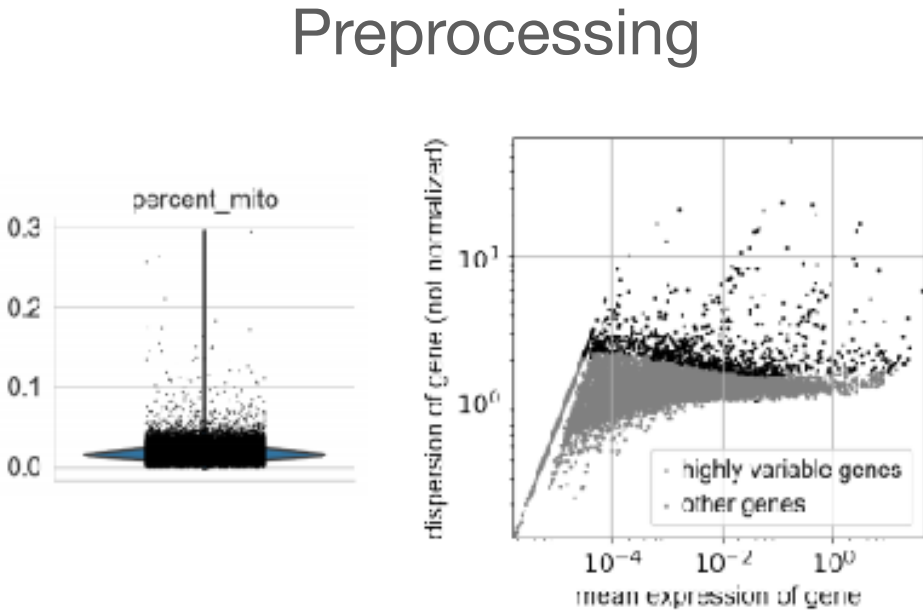 Preprocessing
percent_mito
0.3
0.2
0.1
0.0
dispersion of gene (not normalized)
10¹
10⁰
highly variable genes
other genes
10⁻⁴ 10⁻² 10⁰
mean expression of gene